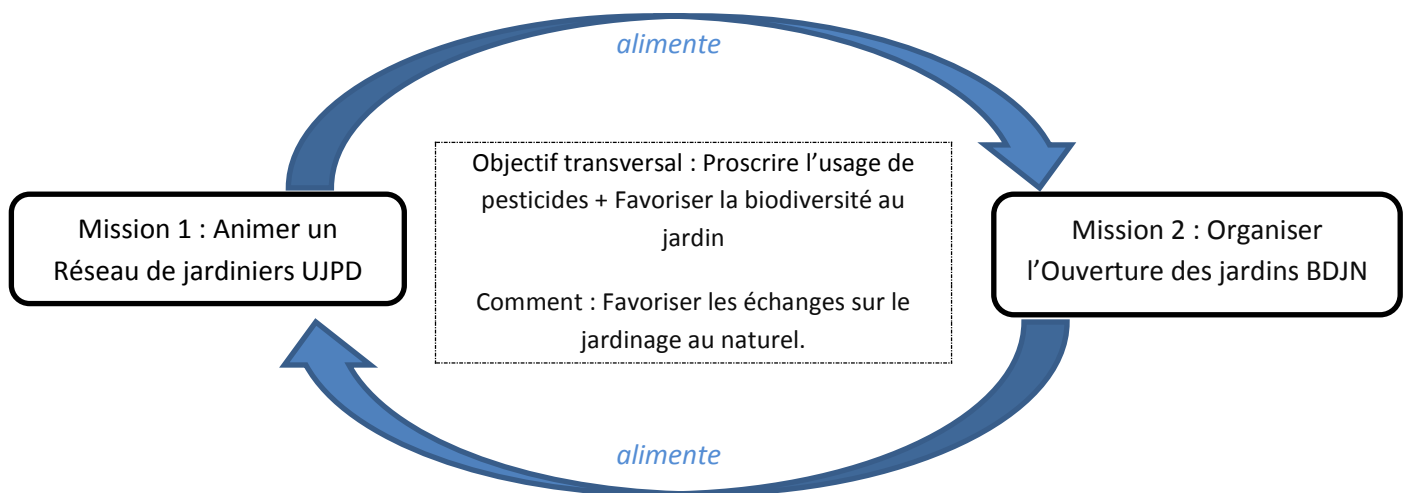 alimente
Objectif transversal : Proscrire l’usage de
pesticides + Favoriser la biodiversité au
jardin
Comment : Favoriser les échanges sur le
jardinage au naturel.
Mission 1 : Animer un
Réseau de jardiniers UJPD
Mission 2 : Organiser
l’Ouverture des jardins BDJN
alimente